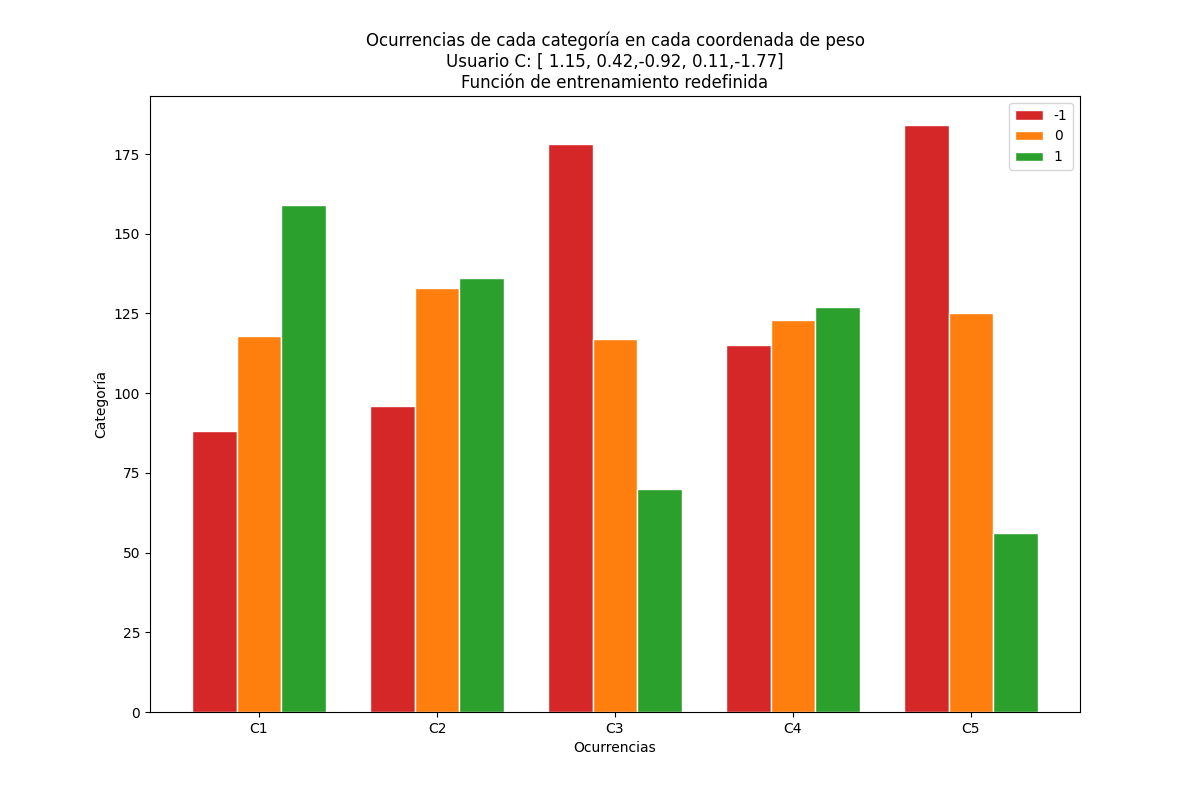 Ocurrencias de cada categoría en cada coordenada de peso
Usuario C: [ 1.15, 0.42,-0.92, 0.11,-1.77]
Función de entrenamiento redefinida
-1
0
1
175
150
125
100
75
50
25
0
Categoría
C1 C2 C3 C4 C5
Ocurrencias